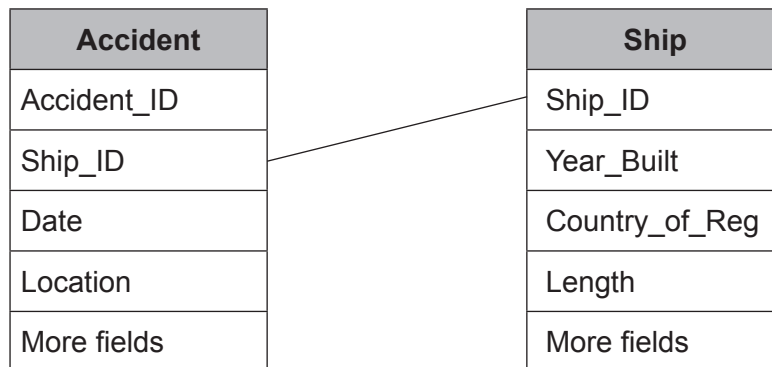 Accident
Accident_ID
Ship_ID
Date
Location
More fields
Ship
Ship_ID
Year_Built
Country_of_Reg
Length
More fields